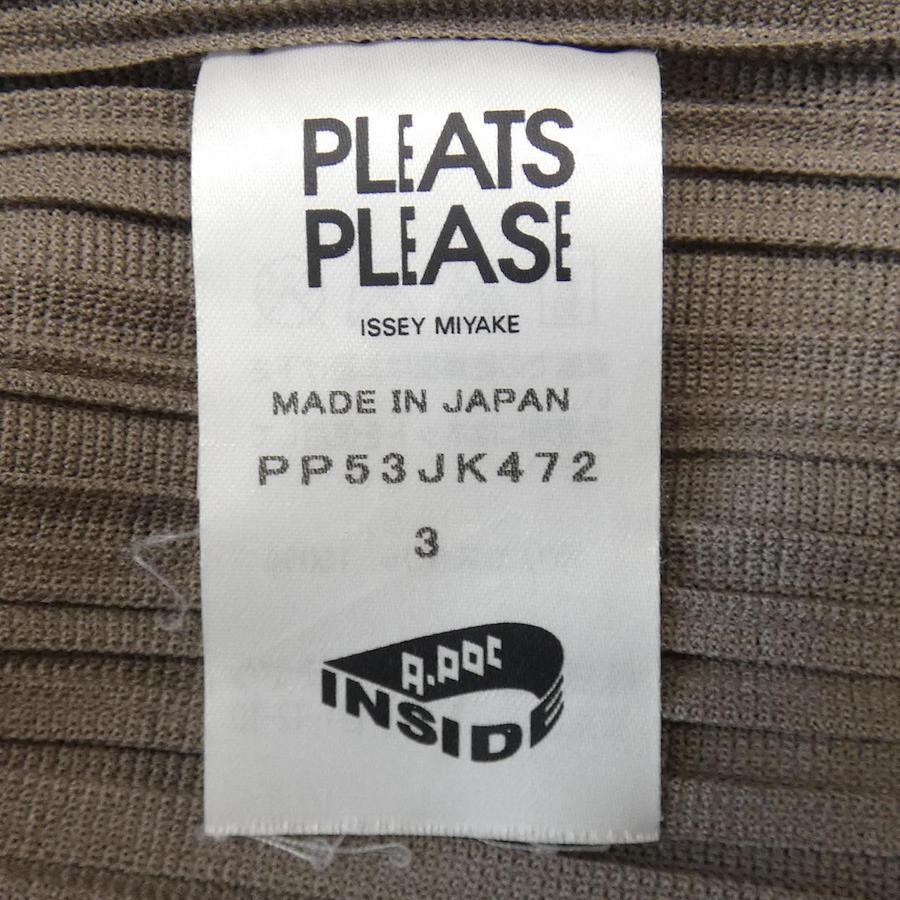 PLEATS
PLEASE
ISSEY MIYAKE
MADE IN JAPAN
PP53JK472
3
A.POC
INSIDE